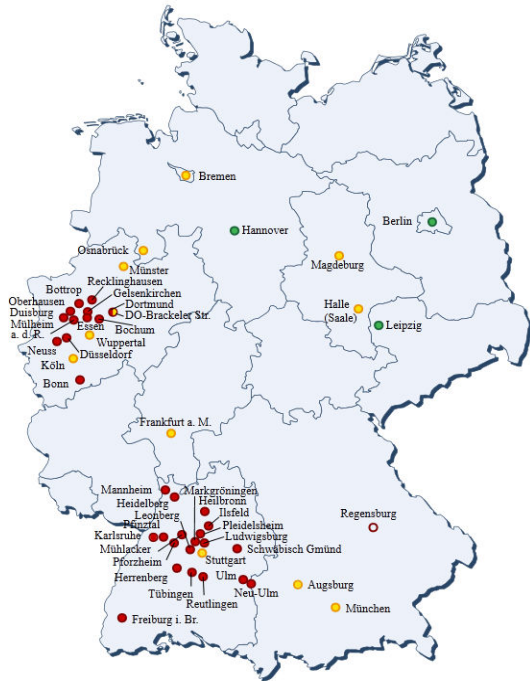 Bremen
Hannover
Berlin
Osnabrück
Magdeburg
Münster
Recklinghausen
Bottrop
Gelsenkirchen
Oberhausen
Dortmund
Duisburg
DO-Brackeler Str.
Halle
(Saale)
Mülheim
a. d. R.
Essen
Bochum
Leipzig
Wuppertal
Neuss
Düsseldorf
Köln
Bonn
Frankfurt a. M.
Mannheim
Markgröningen
Heidelberg
Heilbronn
Leonberg
Ilsfeld
Pfinztal
Pleidelsheim
Regensburg
Karlsruhe
Ludwigsburg
Mühlacker
Schwäbisch Gmünd
Pforzheim
Stuttgart
Herrenberg
Ulm
Augsburg
Tübingen
Neu-Ulm
Reutlingen
München
Freiburg i. Br.